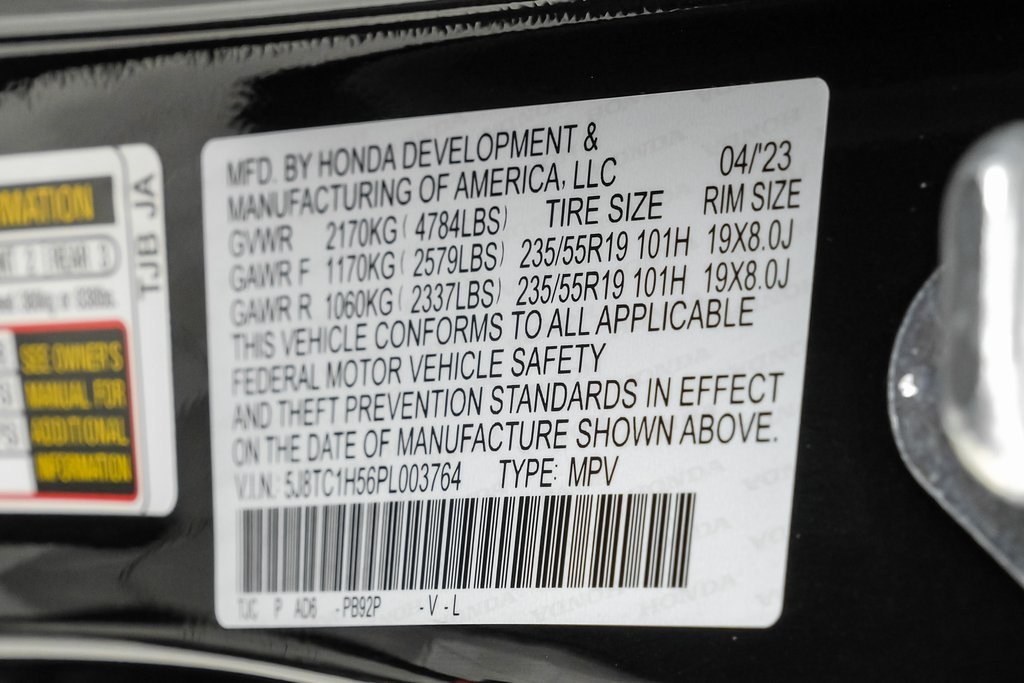 MFD. BY HONDA DEVELOPMENT &
MANUFACTURING OF AMERICA, LLC 04/'23
GVWR 2170KG ( 4784LBS) TIRE SIZE RIM SIZE
GAWR F 1170KG ( 2579LBS) 235/55R19 101H 19X8.0J
GAWR R 1060KG ( 2337LBS) 235/55R19 101H 19X8.0J
THIS VEHICLE CONFORMS TO ALL APPLICABLE
FEDERAL MOTOR VEHICLE SAFETY
AND THEFT PREVENTION STANDARDS IN EFFECT
ON THE DATE OF MANUFACTURE SHOWN ABOVE.
V.I.N.: 5J8TC1H56PL003764 TYPE: MPV
TJC P AD6 -PB92P -V-L
TJB JA
REAR 3
SEE OWNER'S
MANUAL FOR
ADDITIONAL
INFORMATION